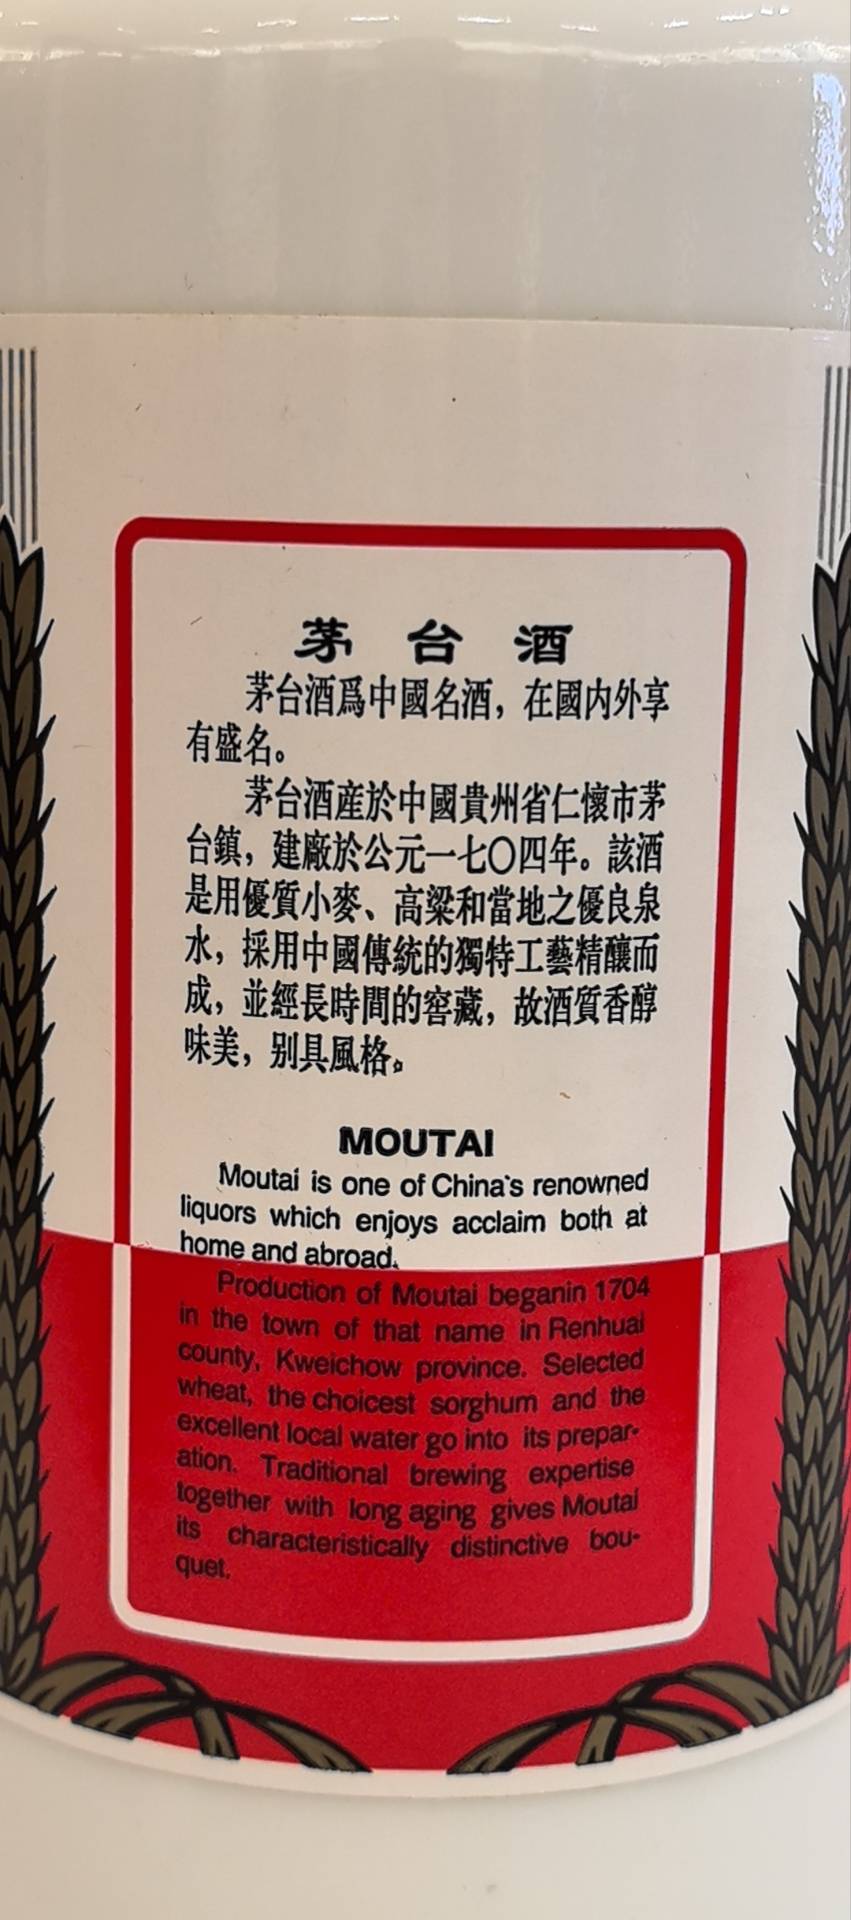 茅台酒
茅台酒爲中國名酒，在國内外享
有盛名。
茅台酒産於中國貴州省仁懷市茅
台鎮，建廠於公元一七〇四年。該酒
是用優質小麥、高粱和當地之優良泉
水，採用中國傳統的獨特工藝精釀而
成，並經長時間的窖藏，故酒質香醇
味美，别具風格。
MOUTAI
Moutai is one of China's renowned
liquors which enjoys acclaim both at
home and abroad.
Production of Moutai beganin 1704
in the town of that name in Renhuai
county, Kweichow province. Selected
wheat, the choicest sorghum and the
excellent local water go into its prepar-
ation. Traditional brewing expertise
together with long aging gives Moutai
its characteristically distinctive bou-
quet.